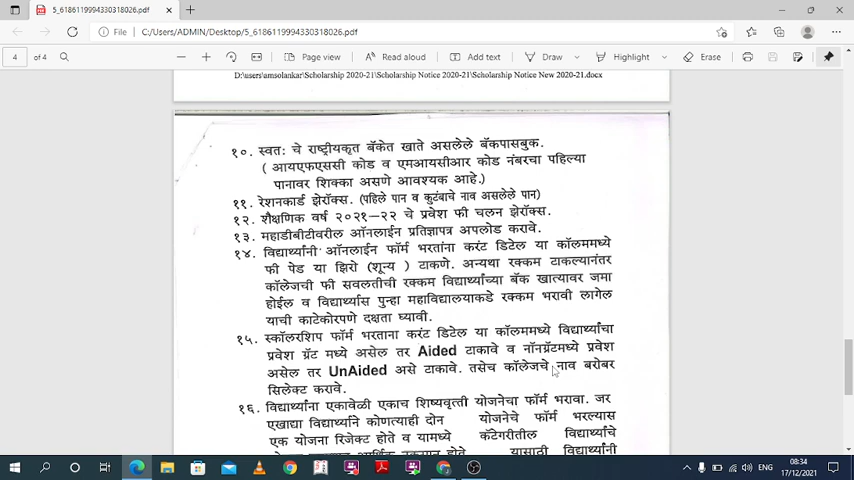 5_6186119994330318026.pdf
File
C:/Users/ADMIN/Desktop/5_6186119994330318026.pdf
4 of 4
Page view
Read aloud
Add text
Draw
Highlight
Erase
D:\users\amsolankar\Scholarship 2020-21\Scholarship Notice 2020-21\Scholarship Notice New 2020-21.docx
१०. स्वतः चे राष्ट्रीयकृत बॅकेत खाते असलेले बॅकपासबुक.
( आयएफएससी कोड व एमआयसीआर कोड नंबरचा पहिल्या
पानावर शिक्का असणे आवश्यक आहे.)
११. रेशनकार्ड झेरॉक्स. (पहिले पान व कुटुंबाचे नाव असलेले पान)
१२. शैक्षणिक वर्ष २०२१-२२ चे प्रवेश फी चलन झेरॉक्स.
१३. महाडीबीटीवरील ऑनलाईन प्रतिज्ञापत्र अपलोड करावे.
१४. विद्यार्थ्यांनी ऑनलाईन फॉर्म भरतांना करंट डिटेल या कॉलममध्ये
फी पेड या झिरो (शून्य ) टाकणे. अन्यथा रक्कम टाकल्यानंतर
कॉलेजची फी सवलतीची रक्कम विद्यार्थ्यांच्या बॅक खात्यावर जमा
होईल व विद्यार्थ्यास पुन्हा महाविद्यालयाकडे रक्कम भरावी लागेल
याची काटेकोरपणे दक्षता घ्यावी.
१५. स्कॉलरशिप फॉर्म भरताना करंट डिटेल या कॉलममध्ये विद्यार्थ्यांचा
प्रवेश ग्रॅट मध्ये असेल तर Aided टाकावे व नॉनग्रॅटमध्ये प्रवेश
असेल तर UnAided असे टाकावे. तसेच कॉलेजचे नाव बरोबर
सिलेक्ट करावे.
१६. विद्यार्थ्यांना एकावेळी एकाच शिष्यवृत्ती योजनेचा फॉर्म भरावा. जर
एखाद्या विद्यार्थ्याने कोणत्याही दोन योजनेचे फॉर्म भरल्यास
एक योजना रिजेक्ट होते व यामध्ये कॅटेगरीतील विद्यार्थ्यांचे
आर्थिक नुकसान होते. यासाठी विद्यार्थ्यांनी
ENG
08:34
17/12/2021